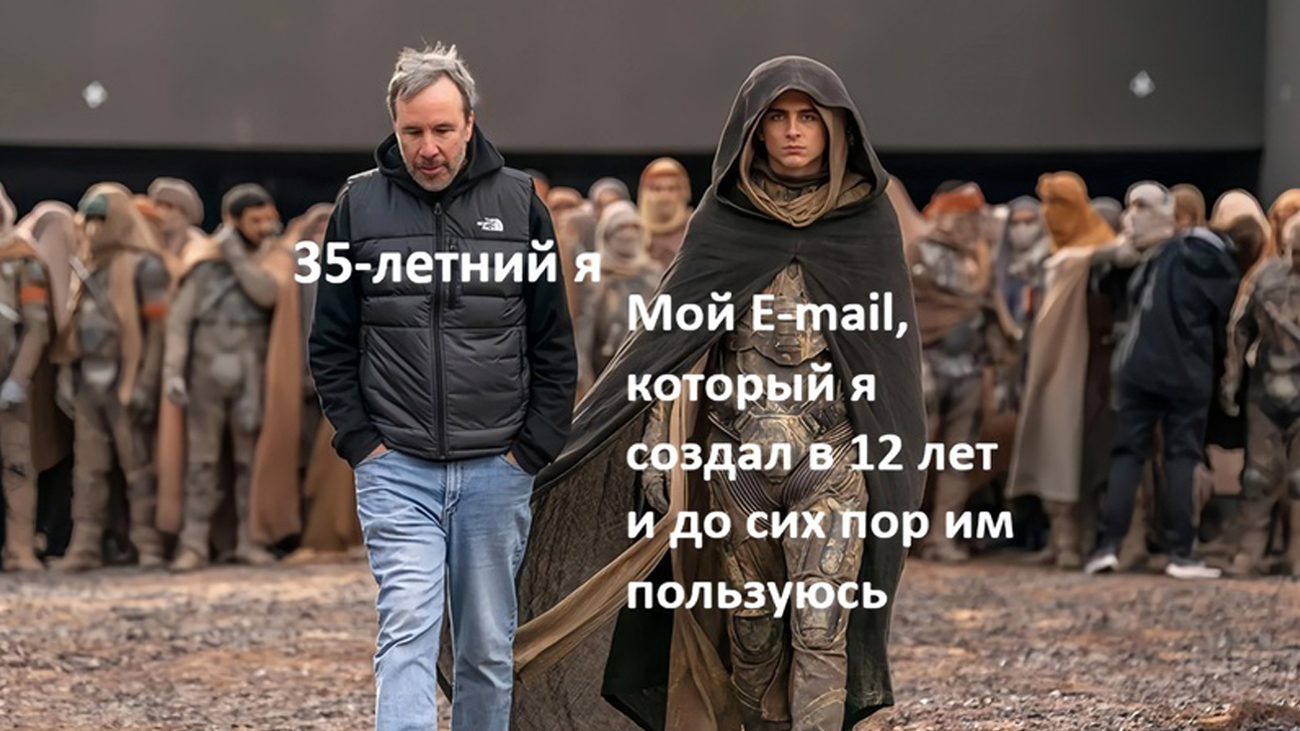 35-летний я
Мой E-mail,
который я
создал в 12 лет
и до сих пор им
пользуюсь